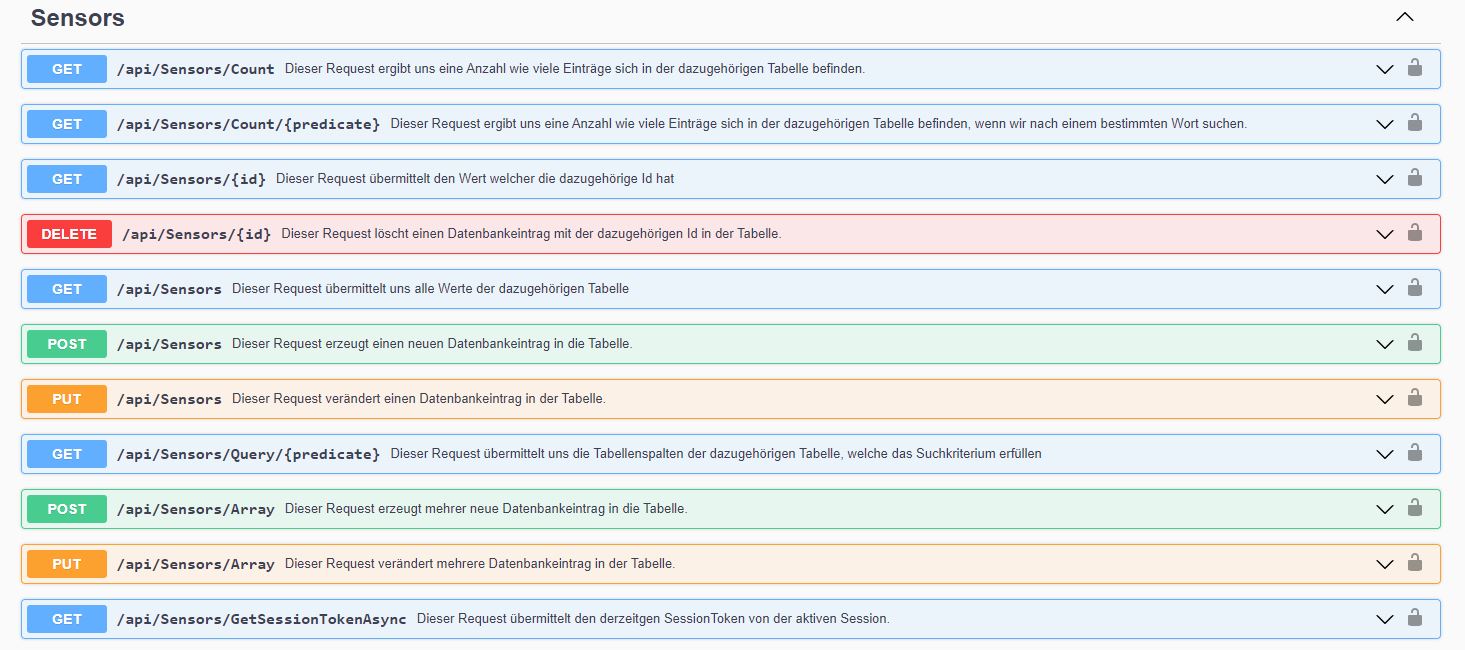 Sensors
GET /api/Sensors/Count Dieser Request ergibt uns eine Anzahl wie viele Einträge sich in der dazugehörigen Tabelle befinden.
GET /api/Sensors/Count/{predicate} Dieser Request ergibt uns eine Anzahl wie viele Einträge sich in der dazugehörigen Tabelle befinden, wenn wir nach einem bestimmten Wort suchen.
GET /api/Sensors/{id} Dieser Request übermittelt den Wert welcher die dazugehörige Id hat
DELETE /api/Sensors/{id} Dieser Request löscht einen Datenbankeintrag mit der dazugehörigen Id in der Tabelle.
GET /api/Sensors Dieser Request übermittelt uns alle Werte der dazugehörigen Tabelle
POST /api/Sensors Dieser Request erzeugt einen neuen Datenbankeintrag in die Tabelle.
PUT /api/Sensors Dieser Request verändert einen Datenbankeintrag in der Tabelle.
GET /api/Sensors/Query/{predicate} Dieser Request übermittelt uns die Tabellenspalten der dazugehörigen Tabelle, welche das Suchkriterium erfüllen
POST /api/Sensors/Array Dieser Request erzeugt mehrer neue Datenbankeintrag in die Tabelle.
PUT /api/Sensors/Array Dieser Request verändert mehrere Datenbankeintrag in der Tabelle.
GET /api/Sensors/GetSessionTokenAsync Dieser Request übermittelt den derzeitgen SessionToken von der aktiven Session.